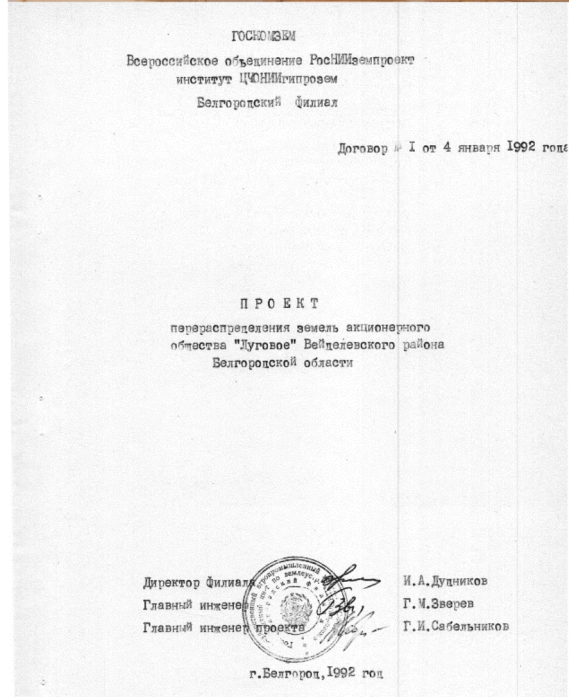 ГОСКОМЗЕМ
Всероссийское объединение РосНИИземпроект
институт ЦЧОНИИгипрозем
Белгородский филиал
Договор № I от 4 января 1992 года
П Р О Е К Т
перераспределения земель акционерного
общества "Луговое" Вейделевского района
Белгородской области
Директор филиала И.А.Дудников
Главный инженер Г.М.Зверев
Главный инженер проекта Г.И.Сабельников
г.Белгород,1992 год